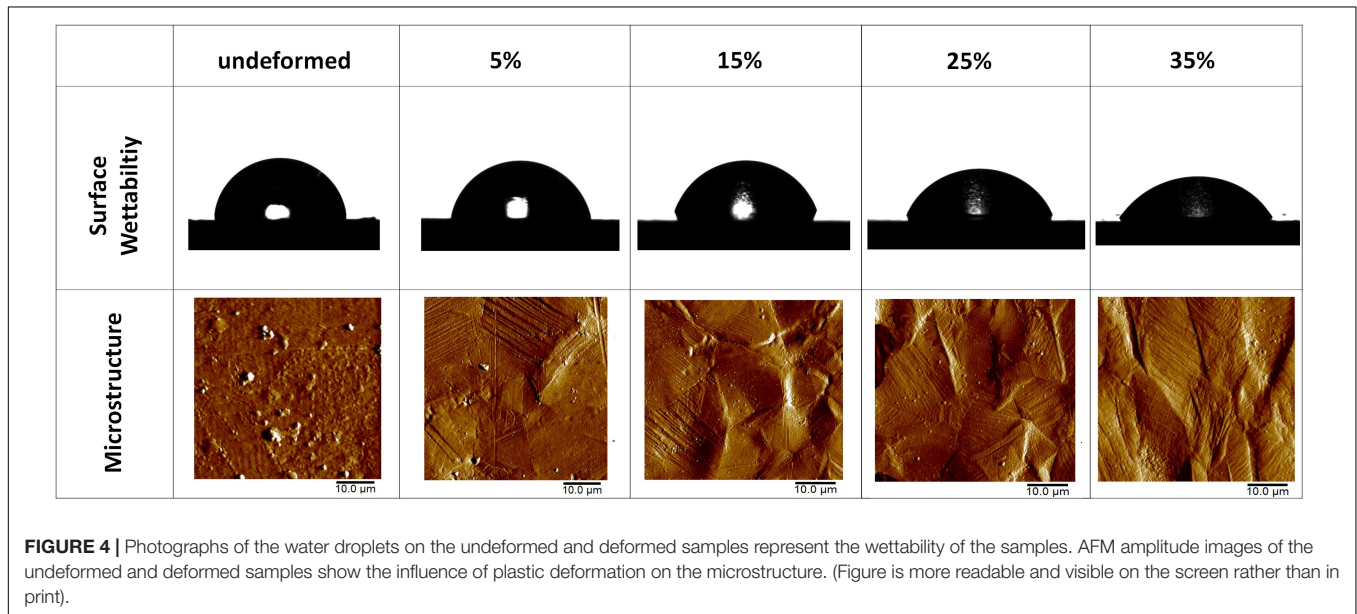 undeformed 5% 15% 25% 35%
Surface
Wettabiltiy
Microstructure
10.0 µm 10.0 µm 10.0 µm 10.0 µm 10.0 µm
FIGURE 4 | Photographs of the water droplets on the undeformed and deformed samples represent the wettability of the samples. AFM amplitude images of the
undeformed and deformed samples show the influence of plastic deformation on the microstructure. (Figure is more readable and visible on the screen rather than in
print).